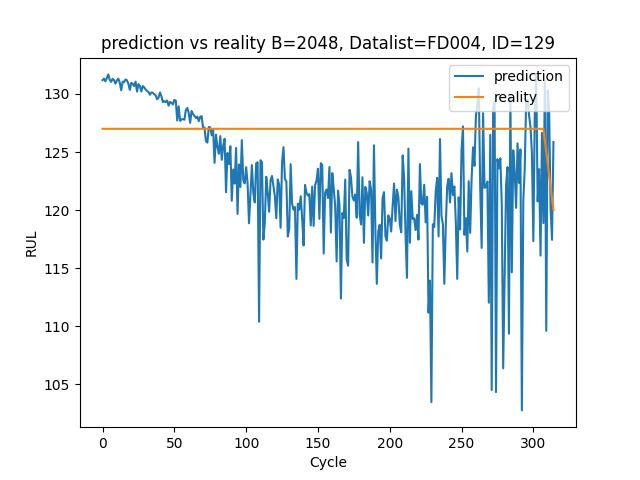 prediction vs reality B=2048, Datalist=FD004, ID=129
prediction
reality
130
125
120
115
110
105
RUL
0 50 100 150 200 250 300
Cycle